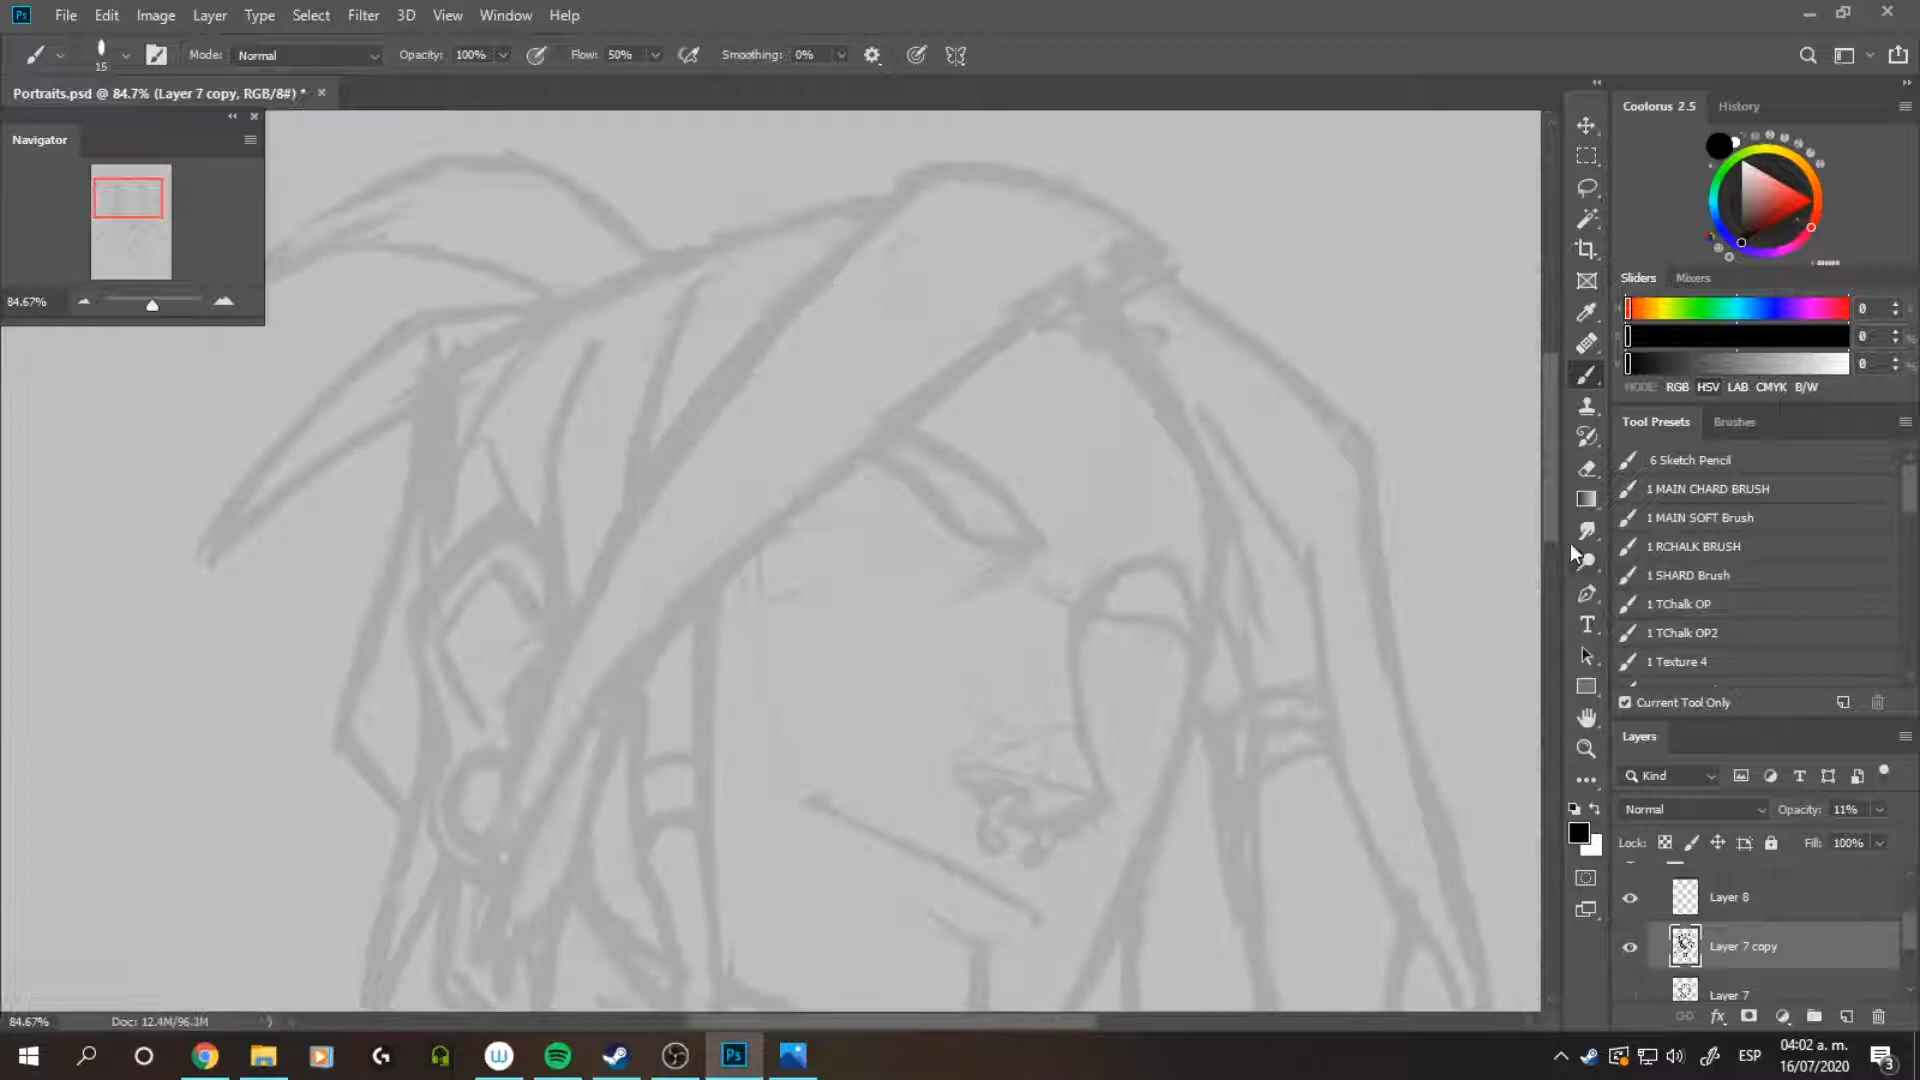 Ps File Edit Image Layer Type Select Filter 3D View Window Help
15 Mode: Normal Opacity: 100% Flow: 50% Smoothing: 0%
Portraits.psd @ 84.7% (Layer 7 copy, RGB/8#) *
Navigator
84.67%
Coolorus 2.5 History
Sliders Mixers
0
0
0
RGB HSV LAB CMYK B/W
Tool Presets Brushes
6 Sketch Pencil
1 MAIN CHARD BRUSH
1 MAIN SOFT Brush
1 RCHALK BRUSH
1 SHARD Brush
1 TChalk OP
1 TChalk OP2
1 Texture 4
Current Tool Only
Layers
Kind
Normal Opacity: 11%
Lock: Fill: 100%
Layer 8
Layer 7 copy
Layer 7
84.67% Doc: 12.4M/96.3M
ESP 04:02 a. m.
16/07/2020
3